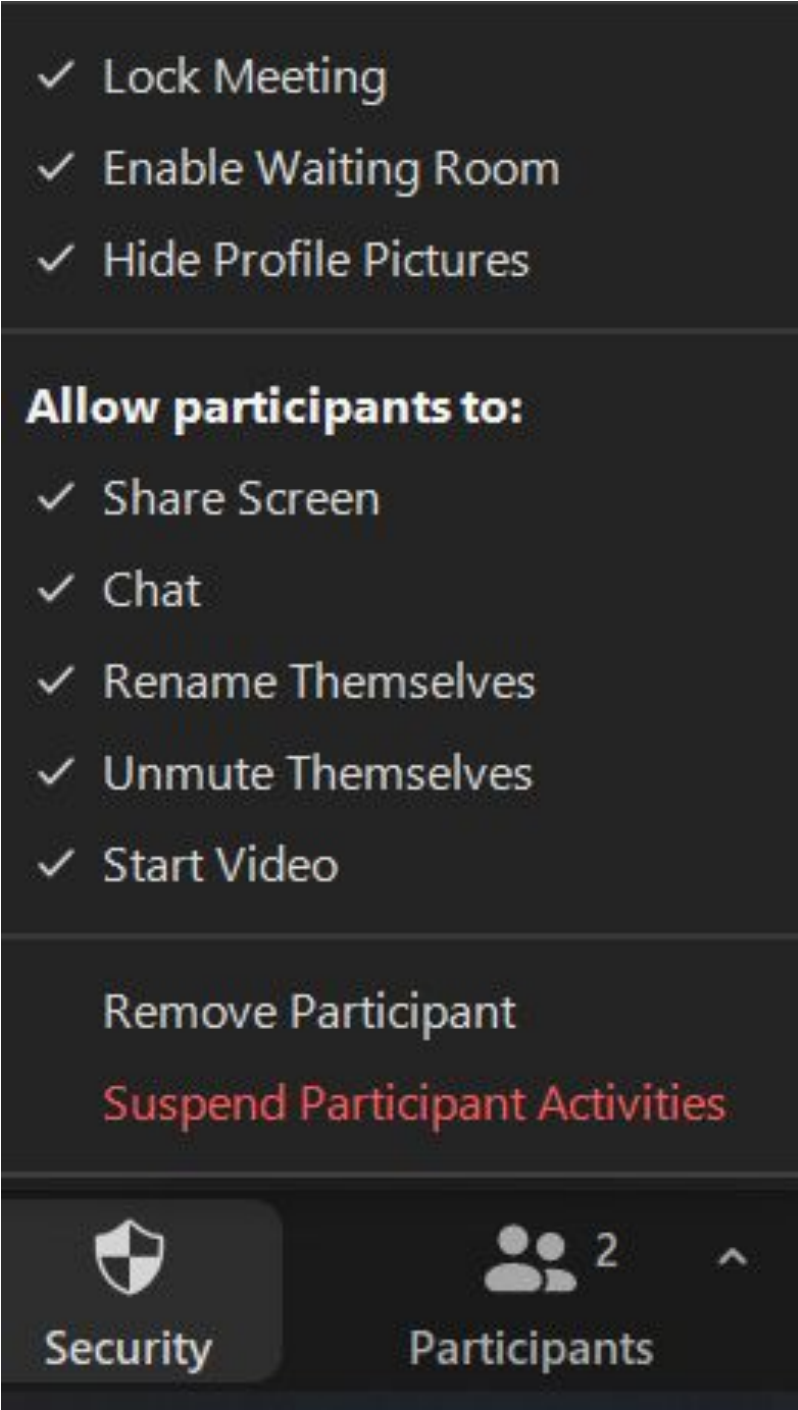 Lock Meeting
Enable Waiting Room
Hide Profile Pictures
Allow participants to:
Share Screen
Chat
Rename Themselves
Unmute Themselves
Start Video
Remove Participant
Suspend Participant Activities
2
Security Participants